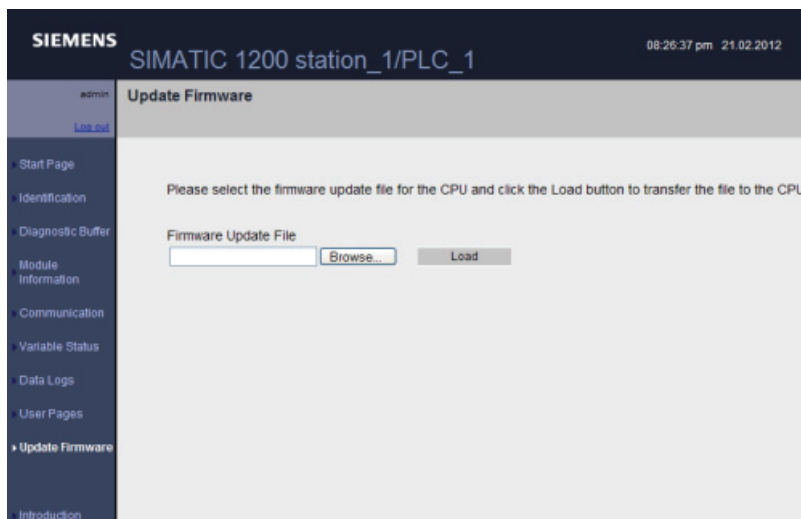 SIEMENS
SIMATIC 1200 station_1/PLC_1
08:26:37 pm 21.02.2012
admin
Log out
Update Firmware
Start Page
Identification
Diagnostic Buffer
Module
Information
Communication
Variable Status
Data Logs
User Pages
Update Firmware
Introduction
Please select the firmware update file for the CPU and click the Load button to transfer the file to the CPU
Firmware Update File
Browse... Load